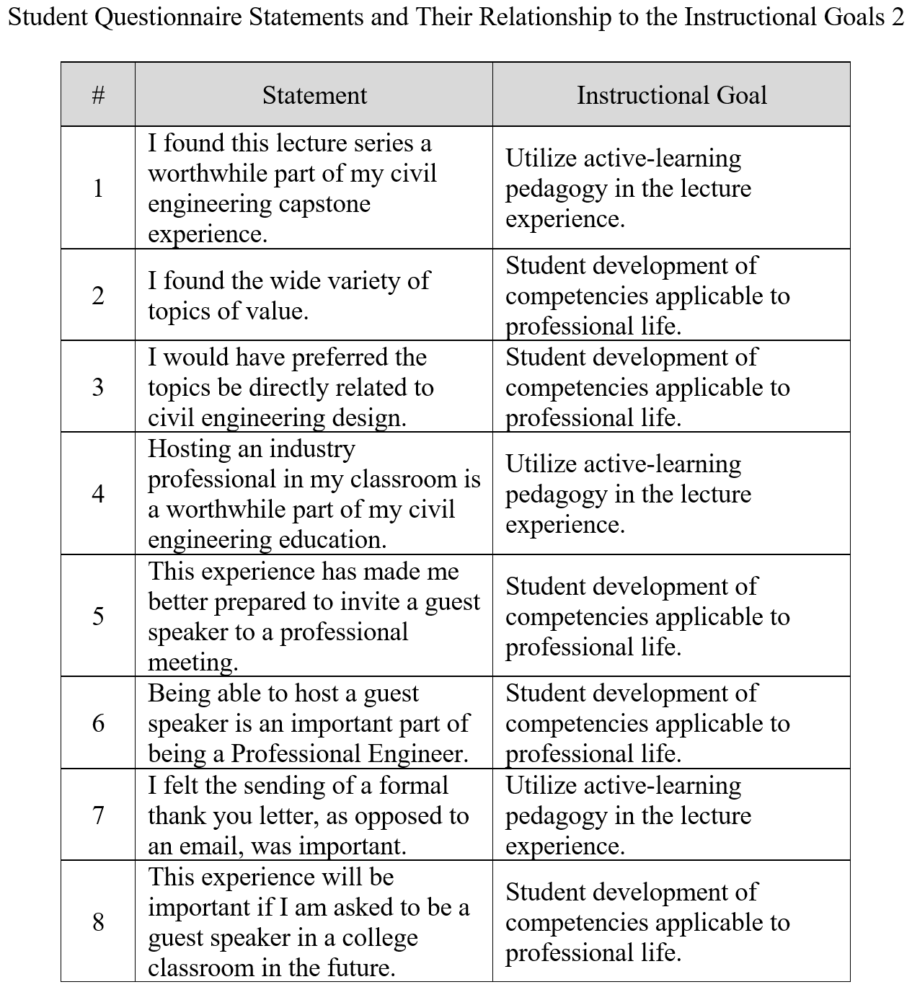 Student Questionnaire Statements and Their Relationship to the Instructional Goals 2
#
Statement
Instructional Goal
1
I found this lecture series a
worthwhile part of my civil
engineering capstone
experience.
Utilize active-learning
pedagogy in the lecture
experience.
2
I found the wide variety of
topics of value.
Student development of
competencies applicable to
professional life.
3
I would have preferred the
topics be directly related to
civil engineering design.
Student development of
competencies applicable to
professional life.
4
Hosting an industry
professional in my classroom is
a worthwhile part of my civil
engineering education.
Utilize active-learning
pedagogy in the lecture
experience.
5
This experience has made me
better prepared to invite a guest
speaker to a professional
meeting.
Student development of
competencies applicable to
professional life.
6
Being able to host a guest
speaker is an important part of
being a Professional Engineer.
Student development of
competencies applicable to
professional life.
7
I felt the sending of a formal
thank you letter, as opposed to
an email, was important.
Utilize active-learning
pedagogy in the lecture
experience.
8
This experience will be
important if I am asked to be a
guest speaker in a college
classroom in the future.
Student development of
competencies applicable to
professional life.